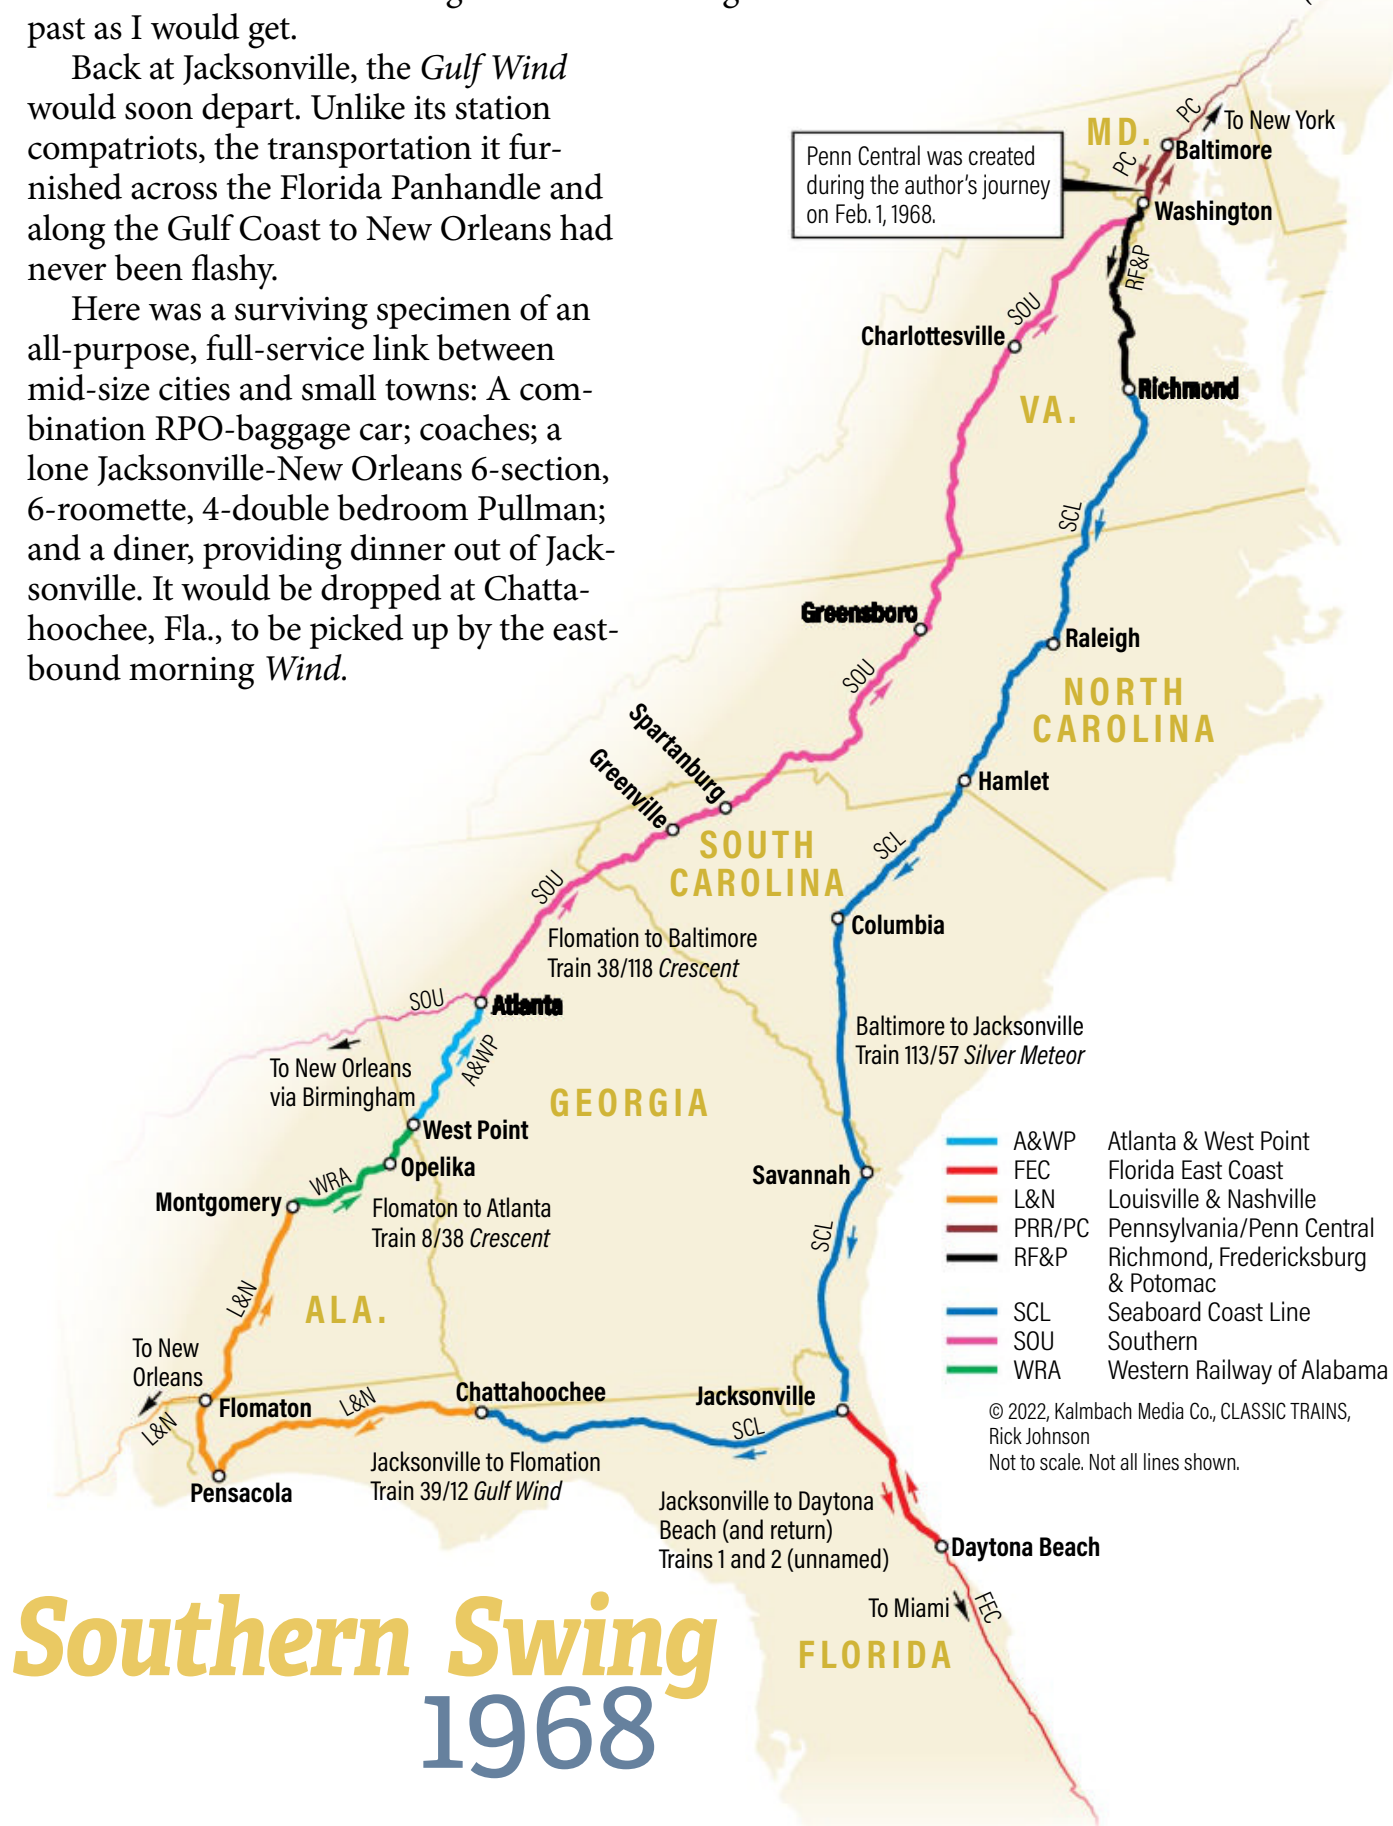 past as I would get.
Back at Jacksonville, the Gulf Wind
would soon depart. Unlike its station
compatriots, the transportation it fur-
nished across the Florida Panhandle and
along the Gulf Coast to New Orleans had
never been flashy.
Here was a surviving specimen of an
all-purpose, full-service link between
mid-size cities and small towns: A com-
bination RPO-baggage car; coaches; a
lone Jacksonville-New Orleans 6-section,
6-roomette, 4-double bedroom Pullman;
and a diner, providing dinner out of Jack-
sonville. It would be dropped at Chatta-
hoochee, Fla., to be picked up by the east-
bound morning Wind.
PC
To New York
MD.
Baltimore
PC
Penn Central was created
during the author's journey
on Feb. 1, 1968.
Washington
RF&P
SOU
Charlottesville
Richmond
VA.
SCL
Greensboro
Raleigh
SOU
NORTH
CAROLINA
Spartanburg
Greenville
Hamlet
SOUTH
CAROLINA
SCL
SOU
Columbia
Flomation to Baltimore
Train 38/118 Crescent
SOU
Atlanta
Baltimore to Jacksonville
Train 113/57 Silver Meteor
To New Orleans
via Birmingham
A&WP
GEORGIA
West Point
Opelika
Savannah
WRA
Montgomery
Flomaton to Atlanta
Train 8/38 Crescent
SCL
L&N
ALA.
A&WP Atlanta & West Point
FEC Florida East Coast
L&N Louisville & Nashville
PRR/PC Pennsylvania/Penn Central
RF&P Richmond, Fredericksburg
& Potomac
SCL Seaboard Coast Line
SOU Southern
WRA Western Railway of Alabama
To New
Orleans
Flomaton
L&N
L&N
Chattahoochee
Jacksonville
SCL
© 2022, Kalmbach Media Co., CLASSIC TRAINS,
Rick Johnson
Not to scale. Not all lines shown.
Pensacola
Jacksonville to Flomation
Train 39/12 Gulf Wind
Jacksonville to Daytona
Beach (and return)
Trains 1 and 2 (unnamed)
Daytona Beach
To Miami
FEC
FLORIDA
Southern Swing
1968